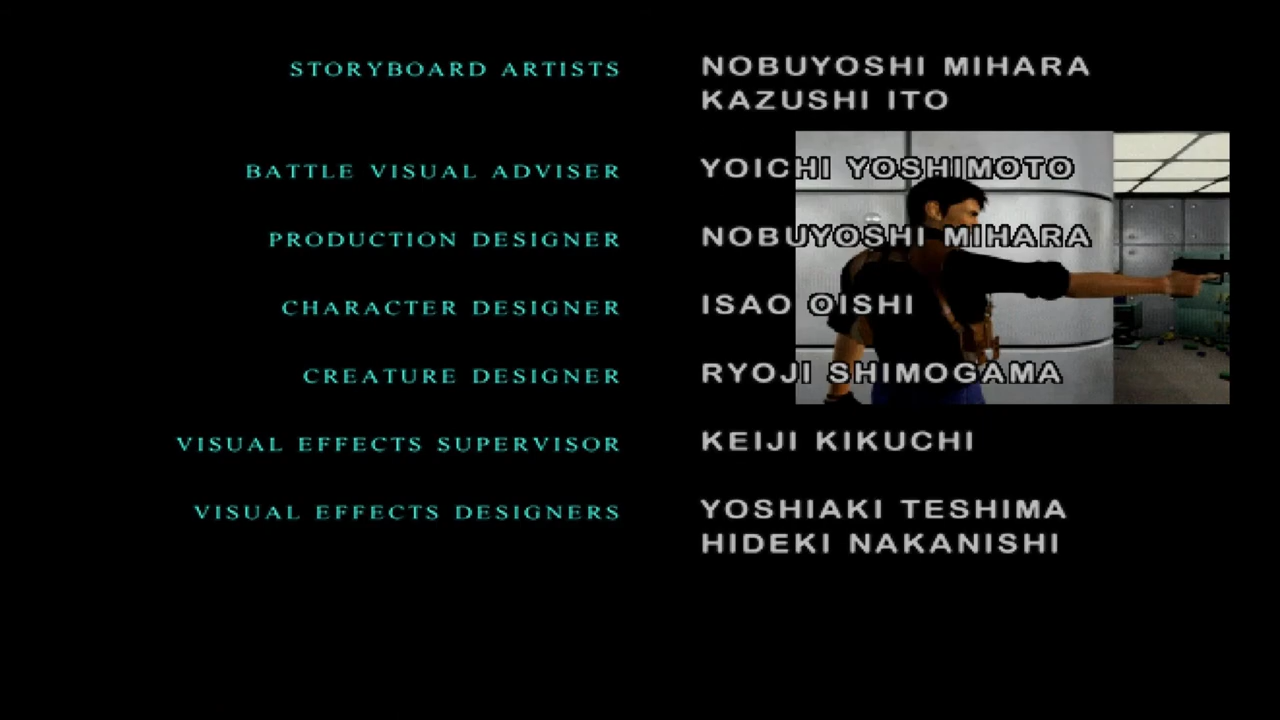 STORYBOARD ARTISTS NOBUYOSHI MIHARA
KAZUSHI ITO
BATTLE VISUAL ADVISER YOICHI YOSHIMOTO
PRODUCTION DESIGNER NOBUYOSHI MIHARA
CHARACTER DESIGNER ISAO OISHI
CREATURE DESIGNER RYOJI SHIMOGAMA
VISUAL EFFECTS SUPERVISOR KEIJI KIKUCHI
VISUAL EFFECTS DESIGNERS YOSHIAKI TESHIMA
HIDEKI NAKANISHI